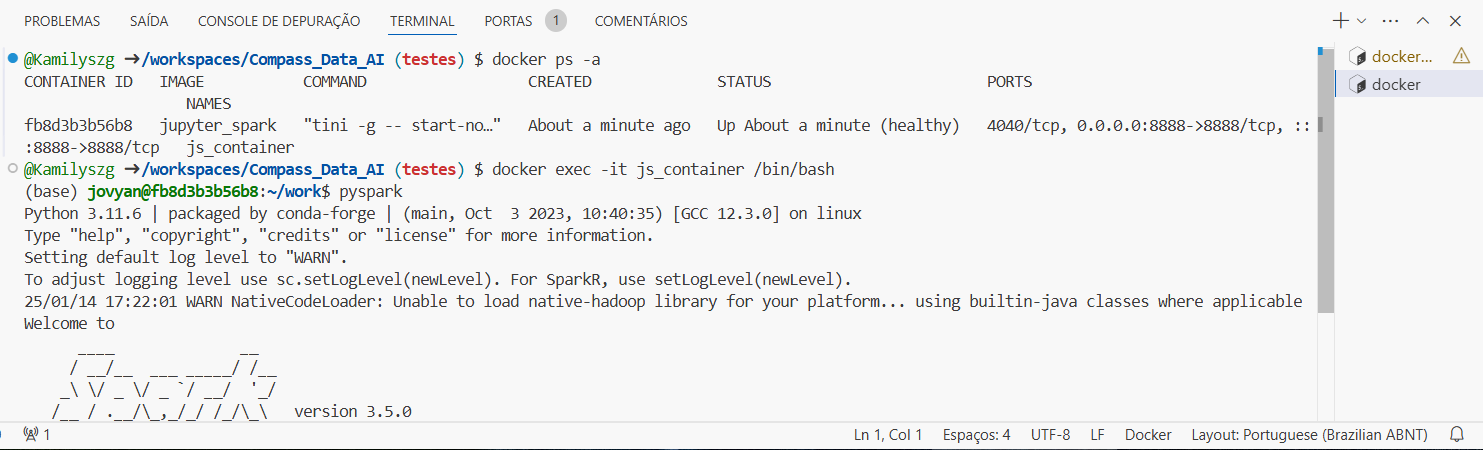 PROBLEMAS SAÍDA CONSOLE DE DEPURAÇÃO TERMINAL PORTAS 1 COMENTÁRIOS
@Kamilyszg ➜/workspaces/Compass_Data_AI (testes) $ docker ps -a
CONTAINER ID   IMAGE           COMMAND                  CREATED              STATUS                        PORTS
                 NAMES
fb8d3b3b56b8   jupyter_spark   "tini -g -- start-no…"   About a minute ago   Up About a minute (healthy)   4040/tcp, 0.0.0.0:8888->8888/tcp, ::
:8888->8888/tcp   js_container
@Kamilyszg ➜/workspaces/Compass_Data_AI (testes) $ docker exec -it js_container /bin/bash
(base) jovyan@fb8d3b3b56b8:~/work$ pyspark
Python 3.11.6 | packaged by conda-forge | (main, Oct  3 2023, 10:40:35) [GCC 12.3.0] on linux
Type "help", "copyright", "credits" or "license" for more information.
Setting default log level to "WARN".
To adjust logging level use sc.setLogLevel(newLevel). For SparkR, use setLogLevel(newLevel).
25/01/14 17:22:01 WARN NativeCodeLoader: Unable to load native-hadoop library for your platform... using builtin-java classes where applicable
Welcome to
      ____              __
     / __/__  ___ _____/ /__
    _\ \/ _ \/ _ `/ __/  '_/
   /__ / .__/\_,_/_/ /_/\_\   version 3.5.0
docker...
docker
1 Ln 1, Col 1 Espaços: 4 UTF-8 LF Docker Layout: Portuguese (Brazilian ABNT)